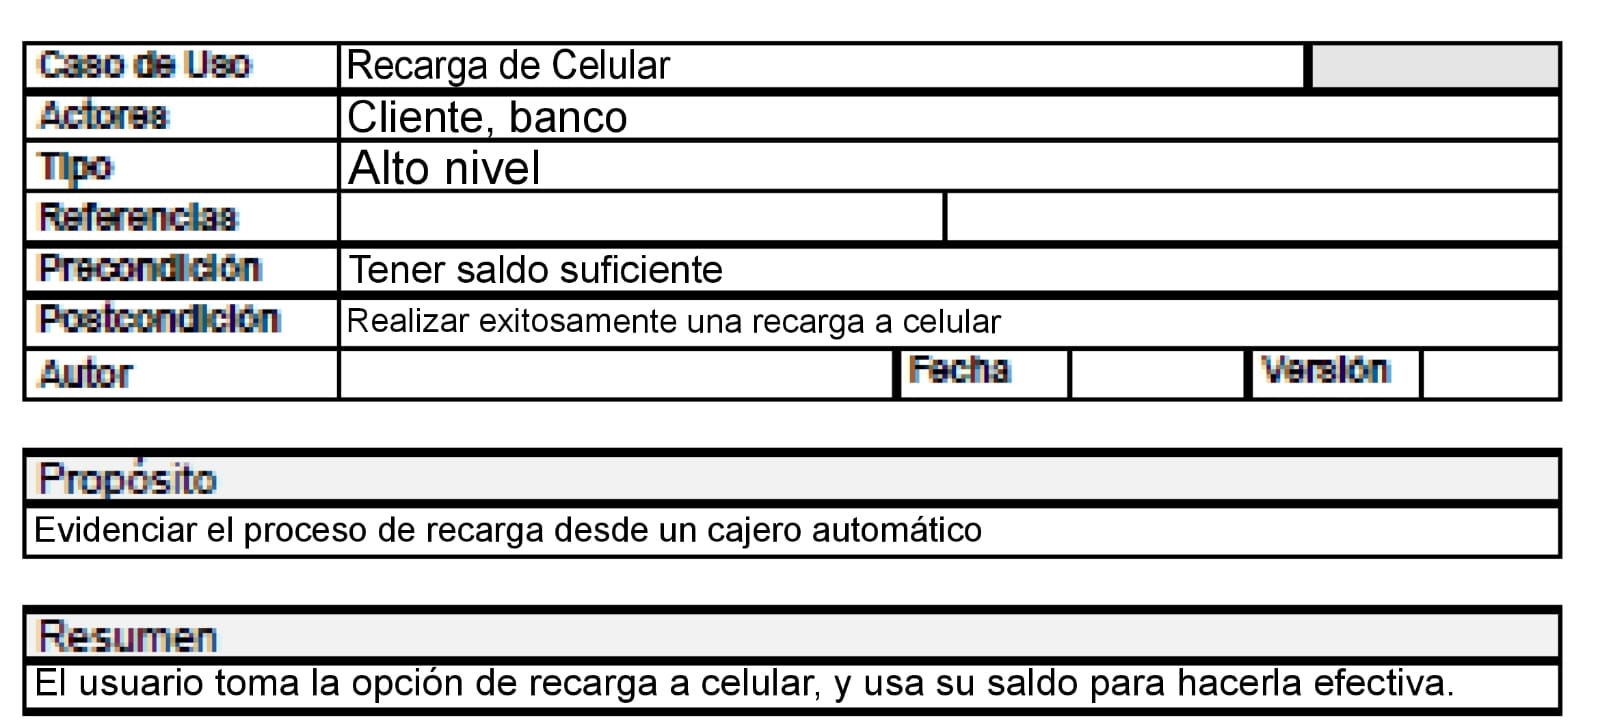 Caso de Uso Recarga de Celular
Actores Cliente, banco
Tipo Alto nivel
Referencias
Precondición Tener saldo suficiente
Postcondición Realizar exitosamente una recarga a celular
Autor Fecha Versión
Propósito
Evidenciar el proceso de recarga desde un cajero automático
Resumen
El usuario toma la opción de recarga a celular, y usa su saldo para hacerla efectiva.